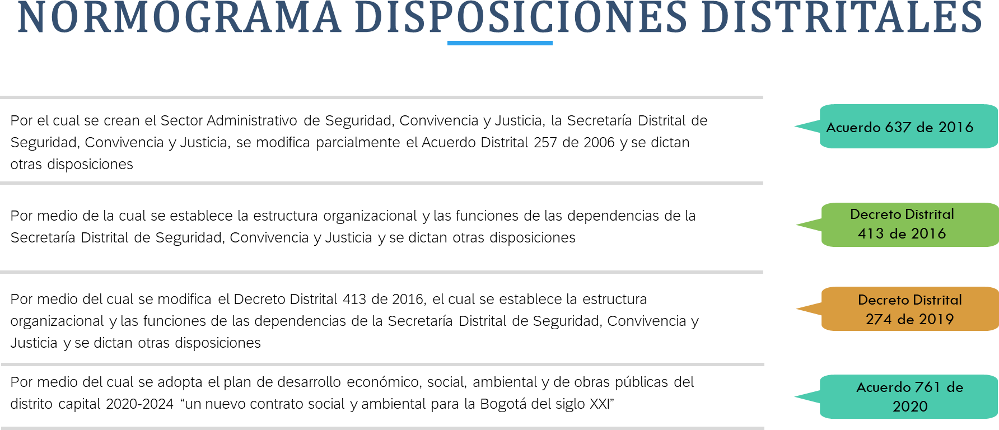 NORMOGRAMA DISPOSICIONES DISTRITALES
Por el cual se crean el Sector Administrativo de Seguridad, Convivencia y Justicia, la Secretaría Distrital de
Seguridad, Convivencia y Justicia, se modifica parcialmente el Acuerdo Distrital 257 de 2006 y se dictan
otras disposiciones
Acuerdo 637 de 2016
Por medio de la cual se establece la estructura organizacional y las funciones de las dependencias de la
Secretaría Distrital de Seguridad, Convivencia y Justicia y se dictan otras disposiciones
Decreto Distrital
413 de 2016
Por medio del cual se modifica el Decreto Distrital 413 de 2016, el cual se establece la estructura
organizacional y las funciones de las dependencias de la Secretaría Distrital de Seguridad, Convivencia y
Justicia y se dictan otras disposiciones
Decreto Distrital
274 de 2019
Por medio del cual se adopta el plan de desarrollo económico, social, ambiental y de obras públicas del
distrito capital 2020-2024 “un nuevo contrato social y ambiental para la Bogotá del siglo XXI”
Acuerdo 761 de
2020